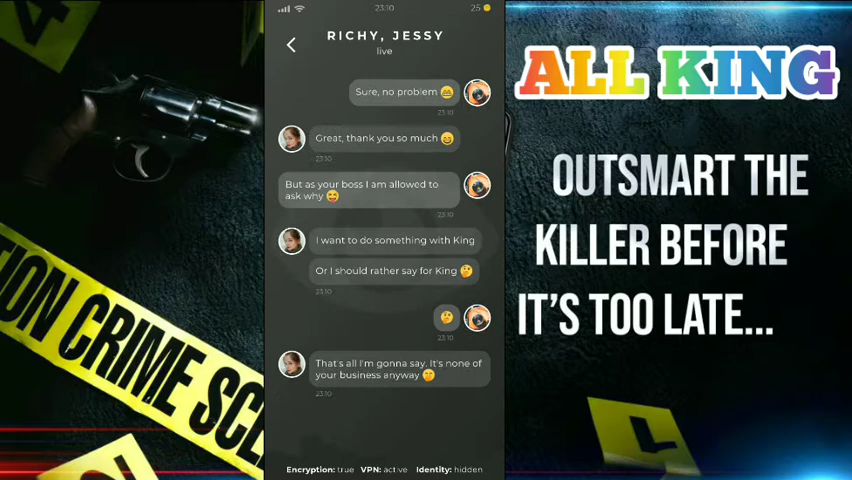 23:10
25
RICHY, JESSY
live
Sure, no problem 😄
23:10
Great, thank you so much 😄
23:10
But as your boss I am allowed to
ask why 😅
23:10
I want to do something with King
Or I should rather say for King 🤔
23:10
🤔
23:10
That's all I'm gonna say. It's none of
your business anyway 🤭
23:10
Encryption: true VPN: active Identity: hidden
ALL KING
OUTSMART THE
KILLER BEFORE
IT'S TOO LATE...
4
ION CRIME SCE